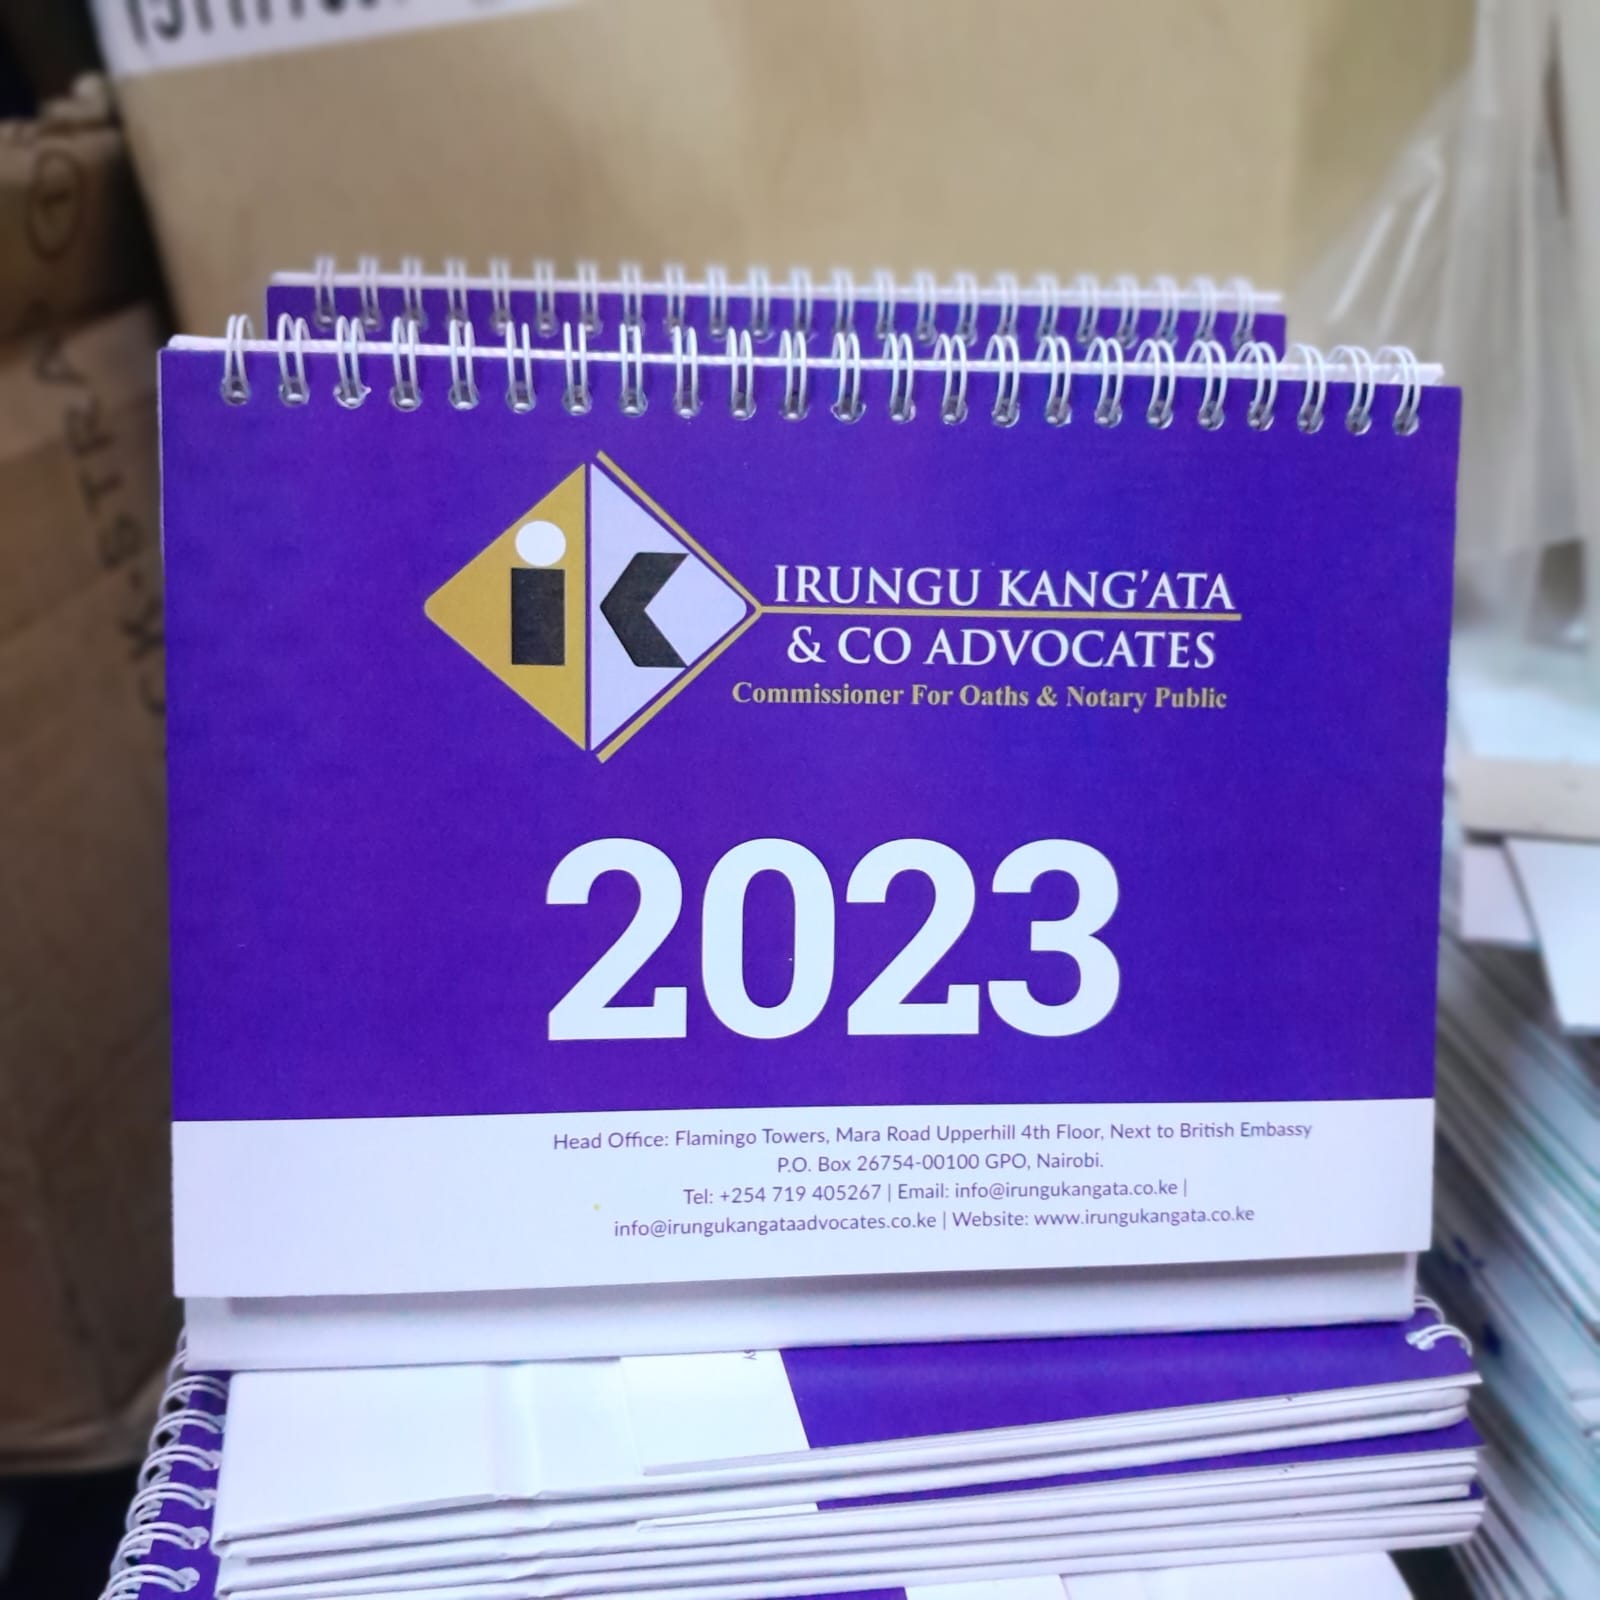 iK
IRUNGU KANG'ATA
& CO ADVOCATES
Commissioner For Oaths & Notary Public
2023
Head Office: Flamingo Towers, Mara Road Upperhill 4th Floor, Next to British Embassy
P.O. Box 26754-00100 GPO, Nairobi.
Tel: +254 719 405267 | Email: info@irungukangata.co.ke |
info@irungukangataadvocates.co.ke | Website: www.irungukangata.co.ke